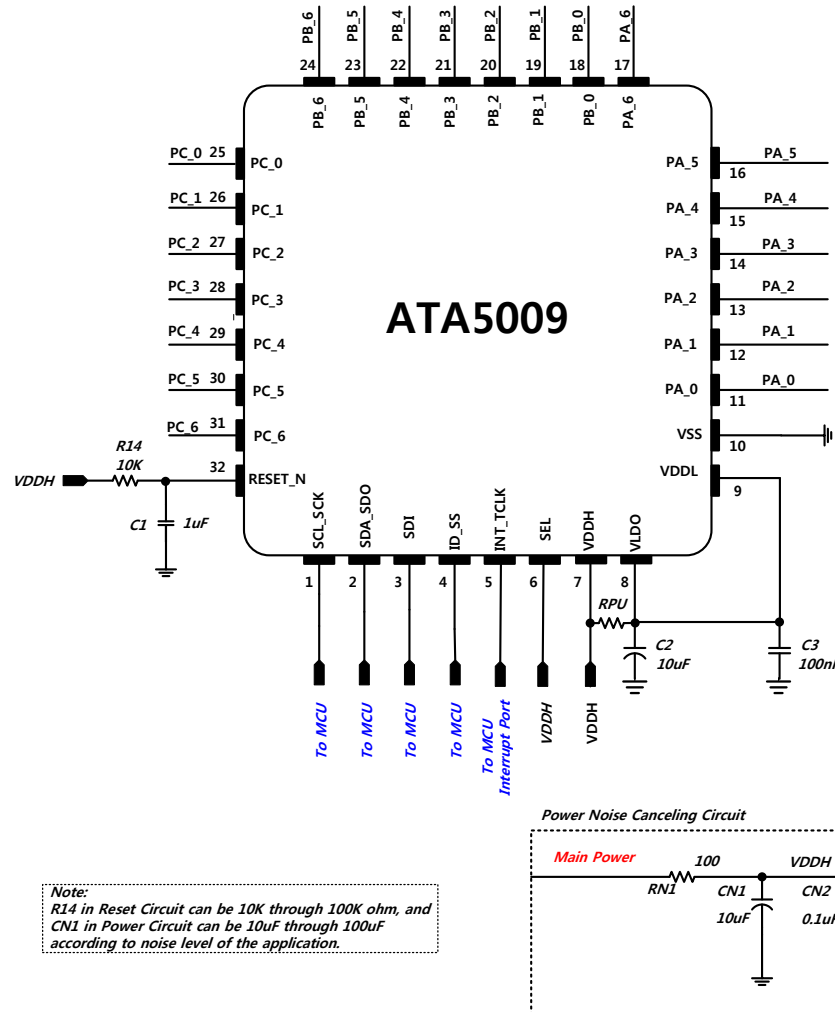 PB_6 PB_5 PB_4 PB_3 PB_2 PB_1 PB_0 PA_6
24 23 22 21 20 19 18 17
PB_6 PB_5 PB_4 PB_3 PB_2 PB_1 PB_0 PA_6
PC_0 25 PC_0
PC_1 26 PC_1
PC_2 27 PC_2
PC_3 28 PC_3
PC_4 29 PC_4
PC_5 30 PC_5
PC_6 31 PC_6
VDDH
R14
10K
32 RESET_N
C1 1uF
ATA5009
PA_5 16 PA_5
PA_4 15 PA_4
PA_3 14 PA_3
PA_2 13 PA_2
PA_1 12 PA_1
PA_0 11 PA_0
VSS 10
VDDL 9
SCL_SCK SDA_SDO SDI ID_SS INT_TCLK SEL VDDH VLDO
1 2 3 4 5 6 7 8
RPU
C2
10uF
C3
To MCU
To MCU
To MCU
To MCU
To MCU
Interrupt Port
VDDH
VDDH
Power Noise Canceling Circuit
Main Power 100 VDDH
RN1 CN1 CN2
10uF
Note:
R14 in Reset Circuit can be 10K through 100K ohm, and
CN1 in Power Circuit can be 10uF through 100uF
according to noise level of the application.